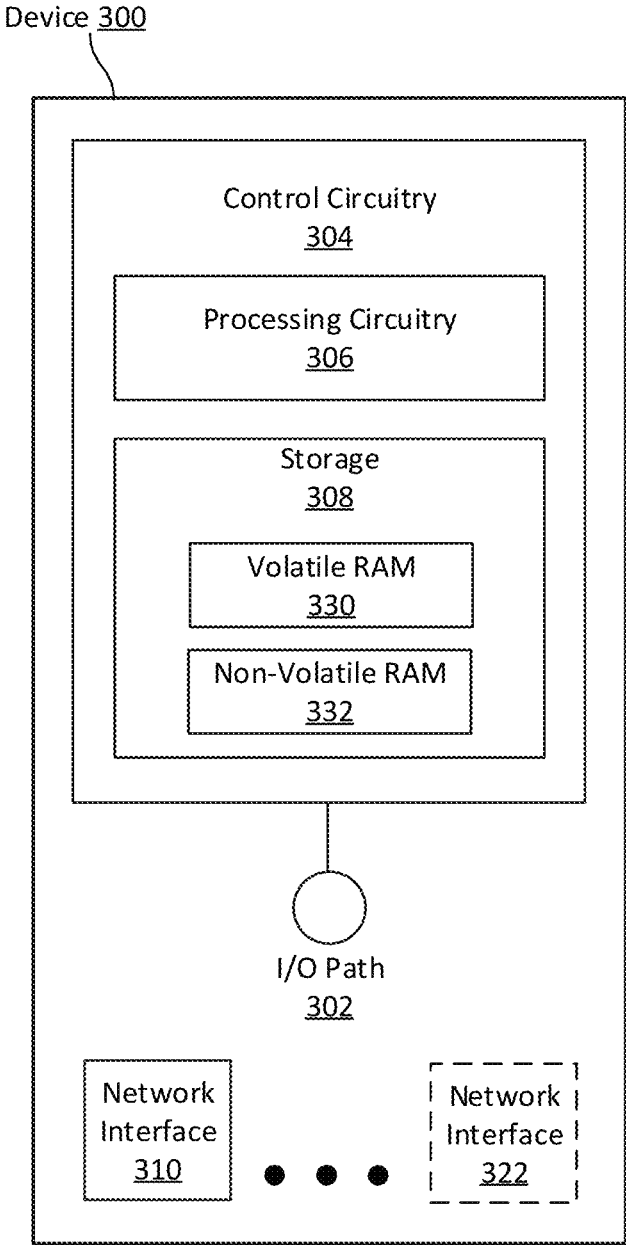 Device 300
Control Circuitry
304
Processing Circuitry
306
Storage
308
Volatile RAM
330
Non-Volatile RAM
332
I/O Path
302
Network
Interface
310
Network
Interface
322